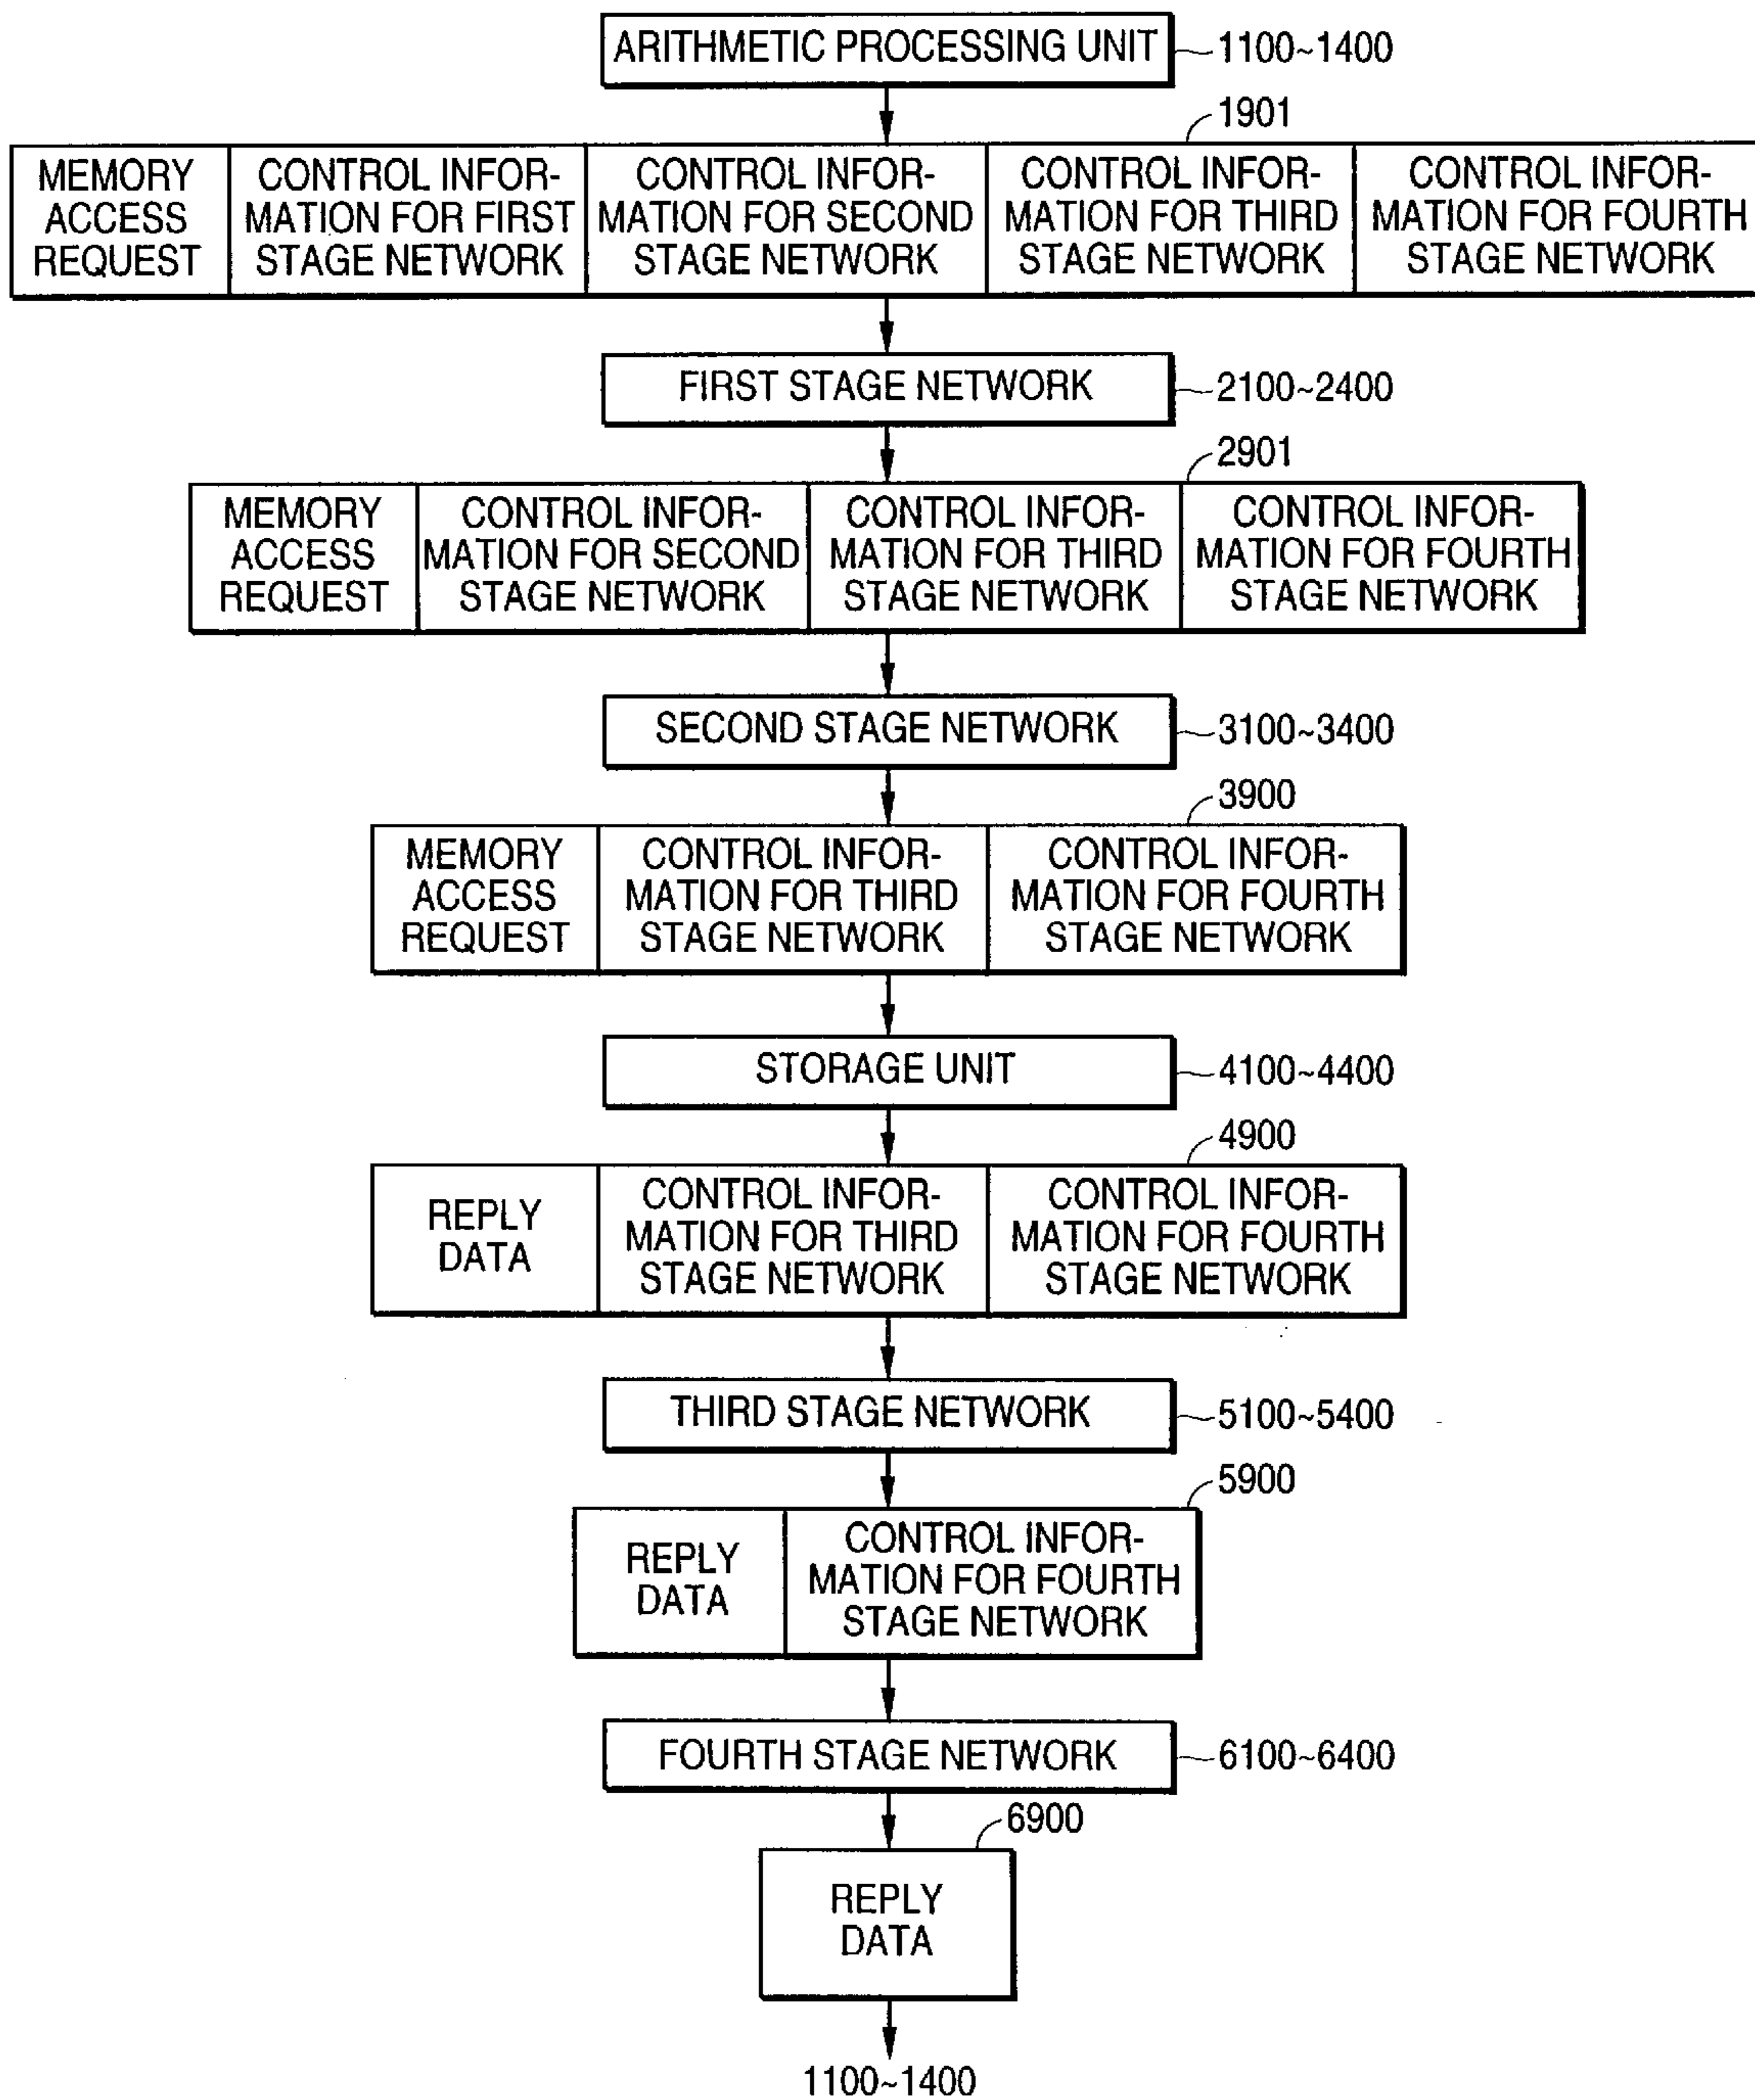 ARITHMETIC PROCESSING UNIT
1100~1400
1901
MEMORY
ACCESS
REQUEST
CONTROL INFOR-
MATION FOR FIRST
STAGE NETWORK
CONTROL INFOR-
MATION FOR SECOND
STAGE NETWORK
CONTROL INFOR-
MATION FOR THIRD
STAGE NETWORK
CONTROL INFOR-
MATION FOR FOURTH
STAGE NETWORK
FIRST STAGE NETWORK
2100~2400
2901
MEMORY
ACCESS
REQUEST
CONTROL INFOR-
MATION FOR SECOND
STAGE NETWORK
CONTROL INFOR-
MATION FOR THIRD
STAGE NETWORK
CONTROL INFOR-
MATION FOR FOURTH
STAGE NETWORK
SECOND STAGE NETWORK
3100~3400
3900
MEMORY
ACCESS
REQUEST
CONTROL INFOR-
MATION FOR THIRD
STAGE NETWORK
CONTROL INFOR-
MATION FOR FOURTH
STAGE NETWORK
STORAGE UNIT
4100~4400
4900
REPLY
DATA
CONTROL INFOR-
MATION FOR THIRD
STAGE NETWORK
CONTROL INFOR-
MATION FOR FOURTH
STAGE NETWORK
THIRD STAGE NETWORK
5100~5400
5900
REPLY
DATA
CONTROL INFOR-
MATION FOR FOURTH
STAGE NETWORK
FOURTH STAGE NETWORK
6100~6400
6900
REPLY
DATA
1100~1400